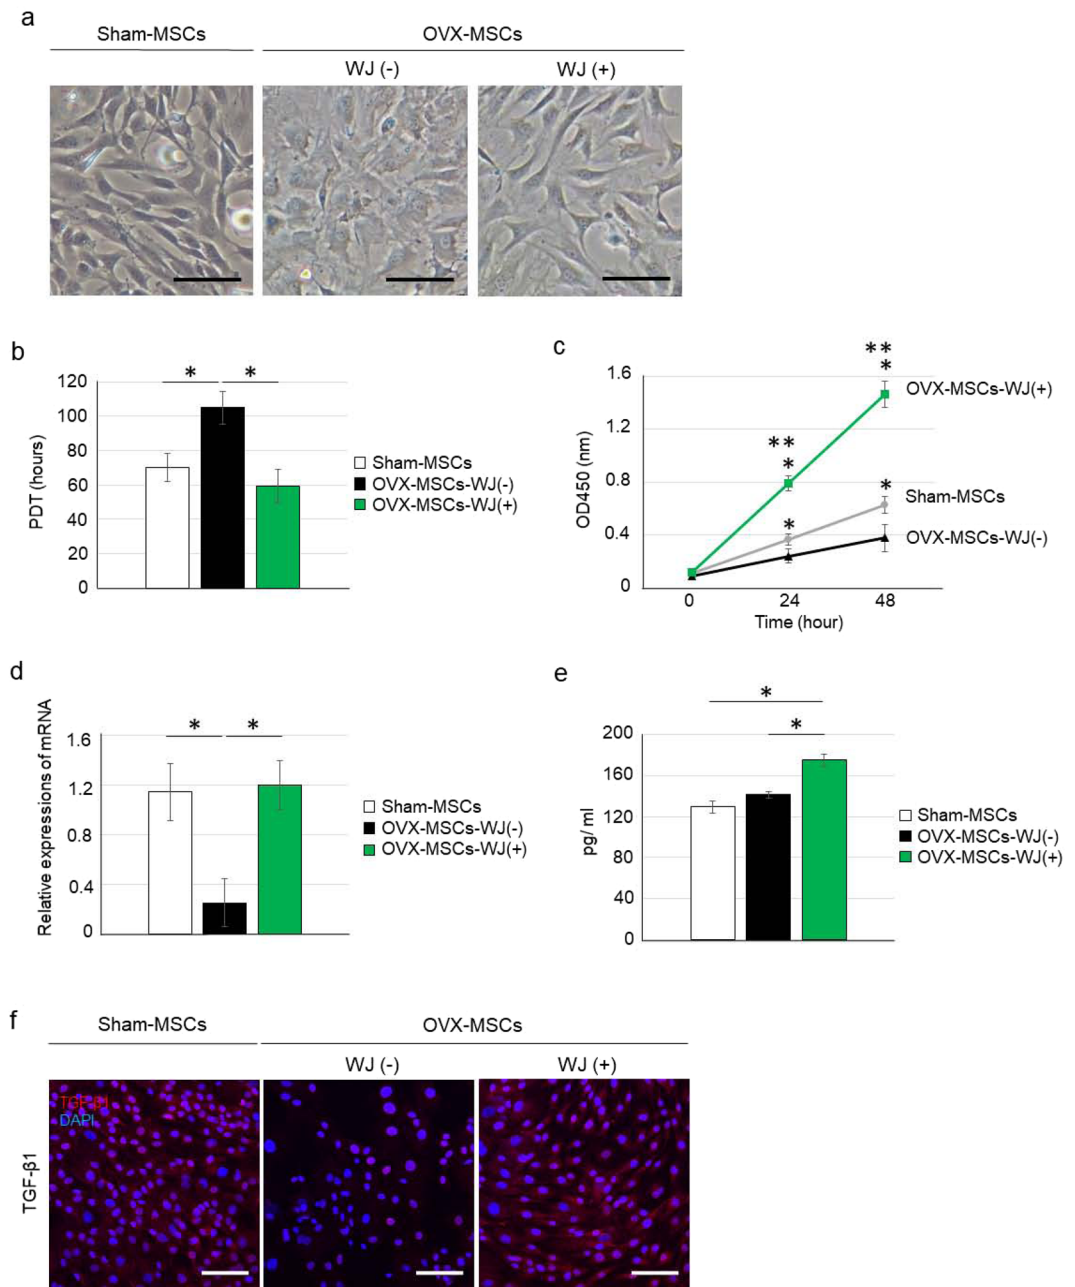 a
Sham-MSCs
OVX-MSCs
WJ (-)
WJ (+)
b
*
*
120
100
80
60
40
20
0
PDT (hours)
Sham-MSCs
OVX-MSCs-WJ(-)
OVX-MSCs-WJ(+)
c
**
*
**
*
*
*
1.6
1.2
0.8
0.4
0
OD450 (nm)
OVX-MSCs-WJ(+)
Sham-MSCs
OVX-MSCs-WJ(-)
0
24
48
Time (hour)
d
*
*
1.6
1.2
0.8
0.4
0
Relative expressions of mRNA
Sham-MSCs
OVX-MSCs-WJ(-)
OVX-MSCs-WJ(+)
e
*
*
200
160
120
80
40
0
pg/ ml
Sham-MSCs
OVX-MSCs-WJ(-)
OVX-MSCs-WJ(+)
f
Sham-MSCs
OVX-MSCs
WJ (-)
WJ (+)
TGF-β1
DAPI
TGF-β1